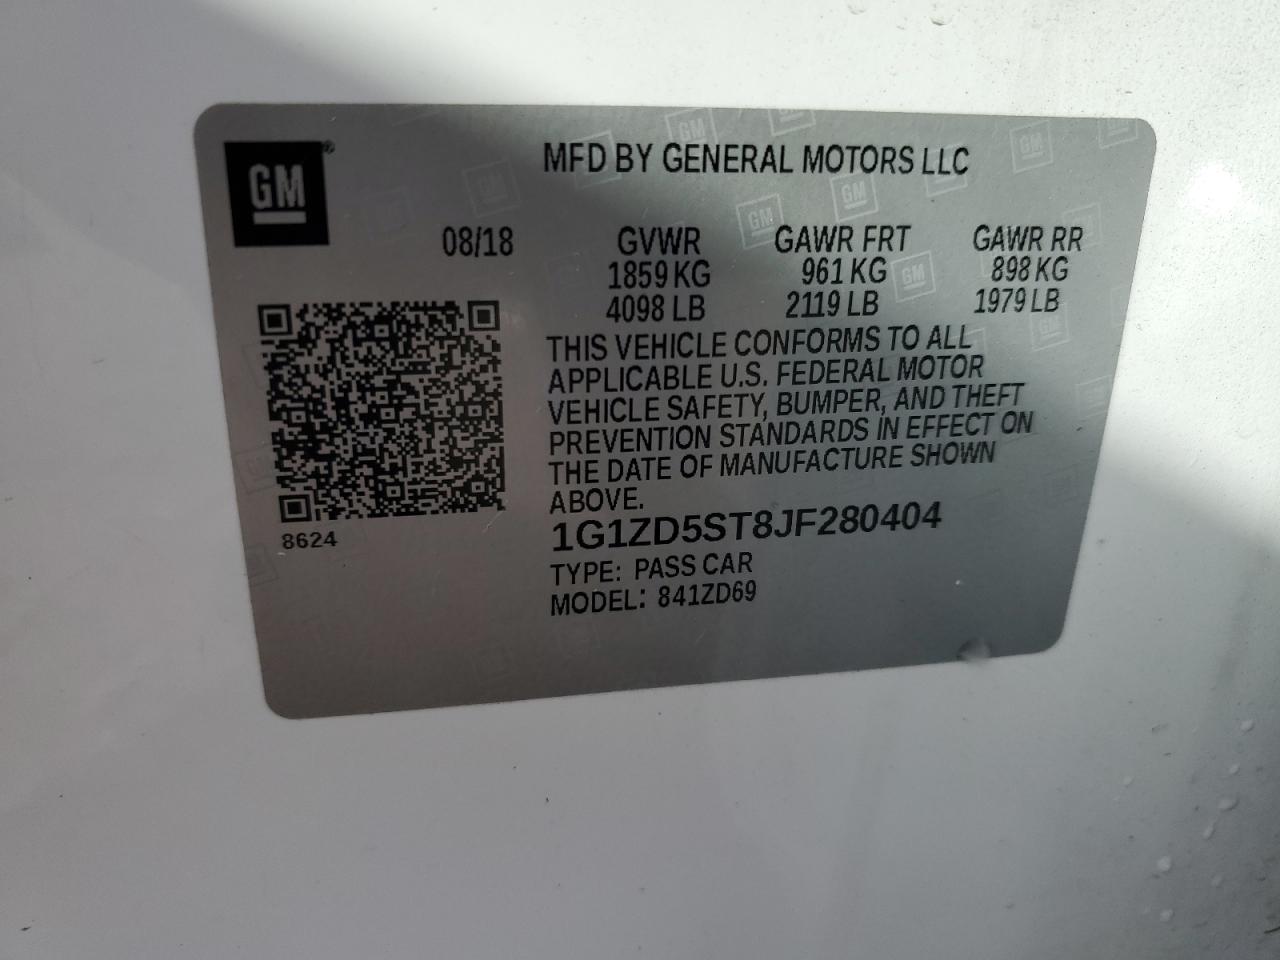 GM
MFD BY GENERAL MOTORS LLC
08/18 GVWR GAWR FRT GAWR RR
1859 KG 961 KG 898 KG
4098 LB 2119 LB 1979 LB
THIS VEHICLE CONFORMS TO ALL
APPLICABLE U.S. FEDERAL MOTOR
VEHICLE SAFETY, BUMPER, AND THEFT
PREVENTION STANDARDS IN EFFECT ON
THE DATE OF MANUFACTURE SHOWN
ABOVE.
8624
1G1ZD5ST8JF280404
TYPE: PASS CAR
MODEL: 841ZD69